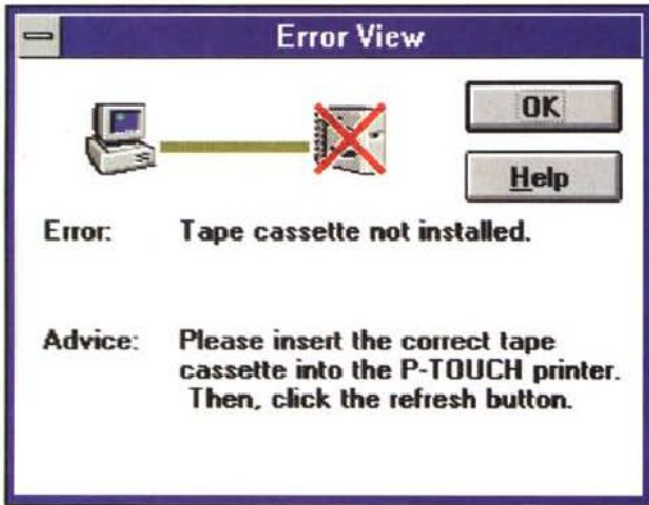 Error View
OK
Help
Error: Tape cassette not installed.
Advice: Please insert the correct tape
cassette into the P-TOUCH printer.
Then, click the refresh button.